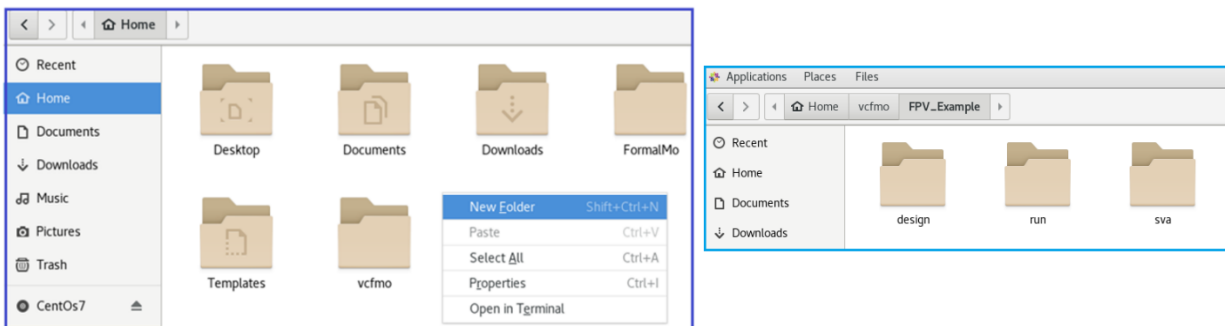 Home
Recent
Home
Documents
Downloads
Music
Pictures
Trash
CentOs7
Desktop
Documents
Downloads
FormalMo
Templates
vcfmo
New Folder Shift+Ctrl+N
Paste Ctrl+V
Select All Ctrl+A
Properties Ctrl+I
Open in Terminal
Applications Places Files
Home vcfmo FPV_Example
Recent
Home
Documents
Downloads
design run sva